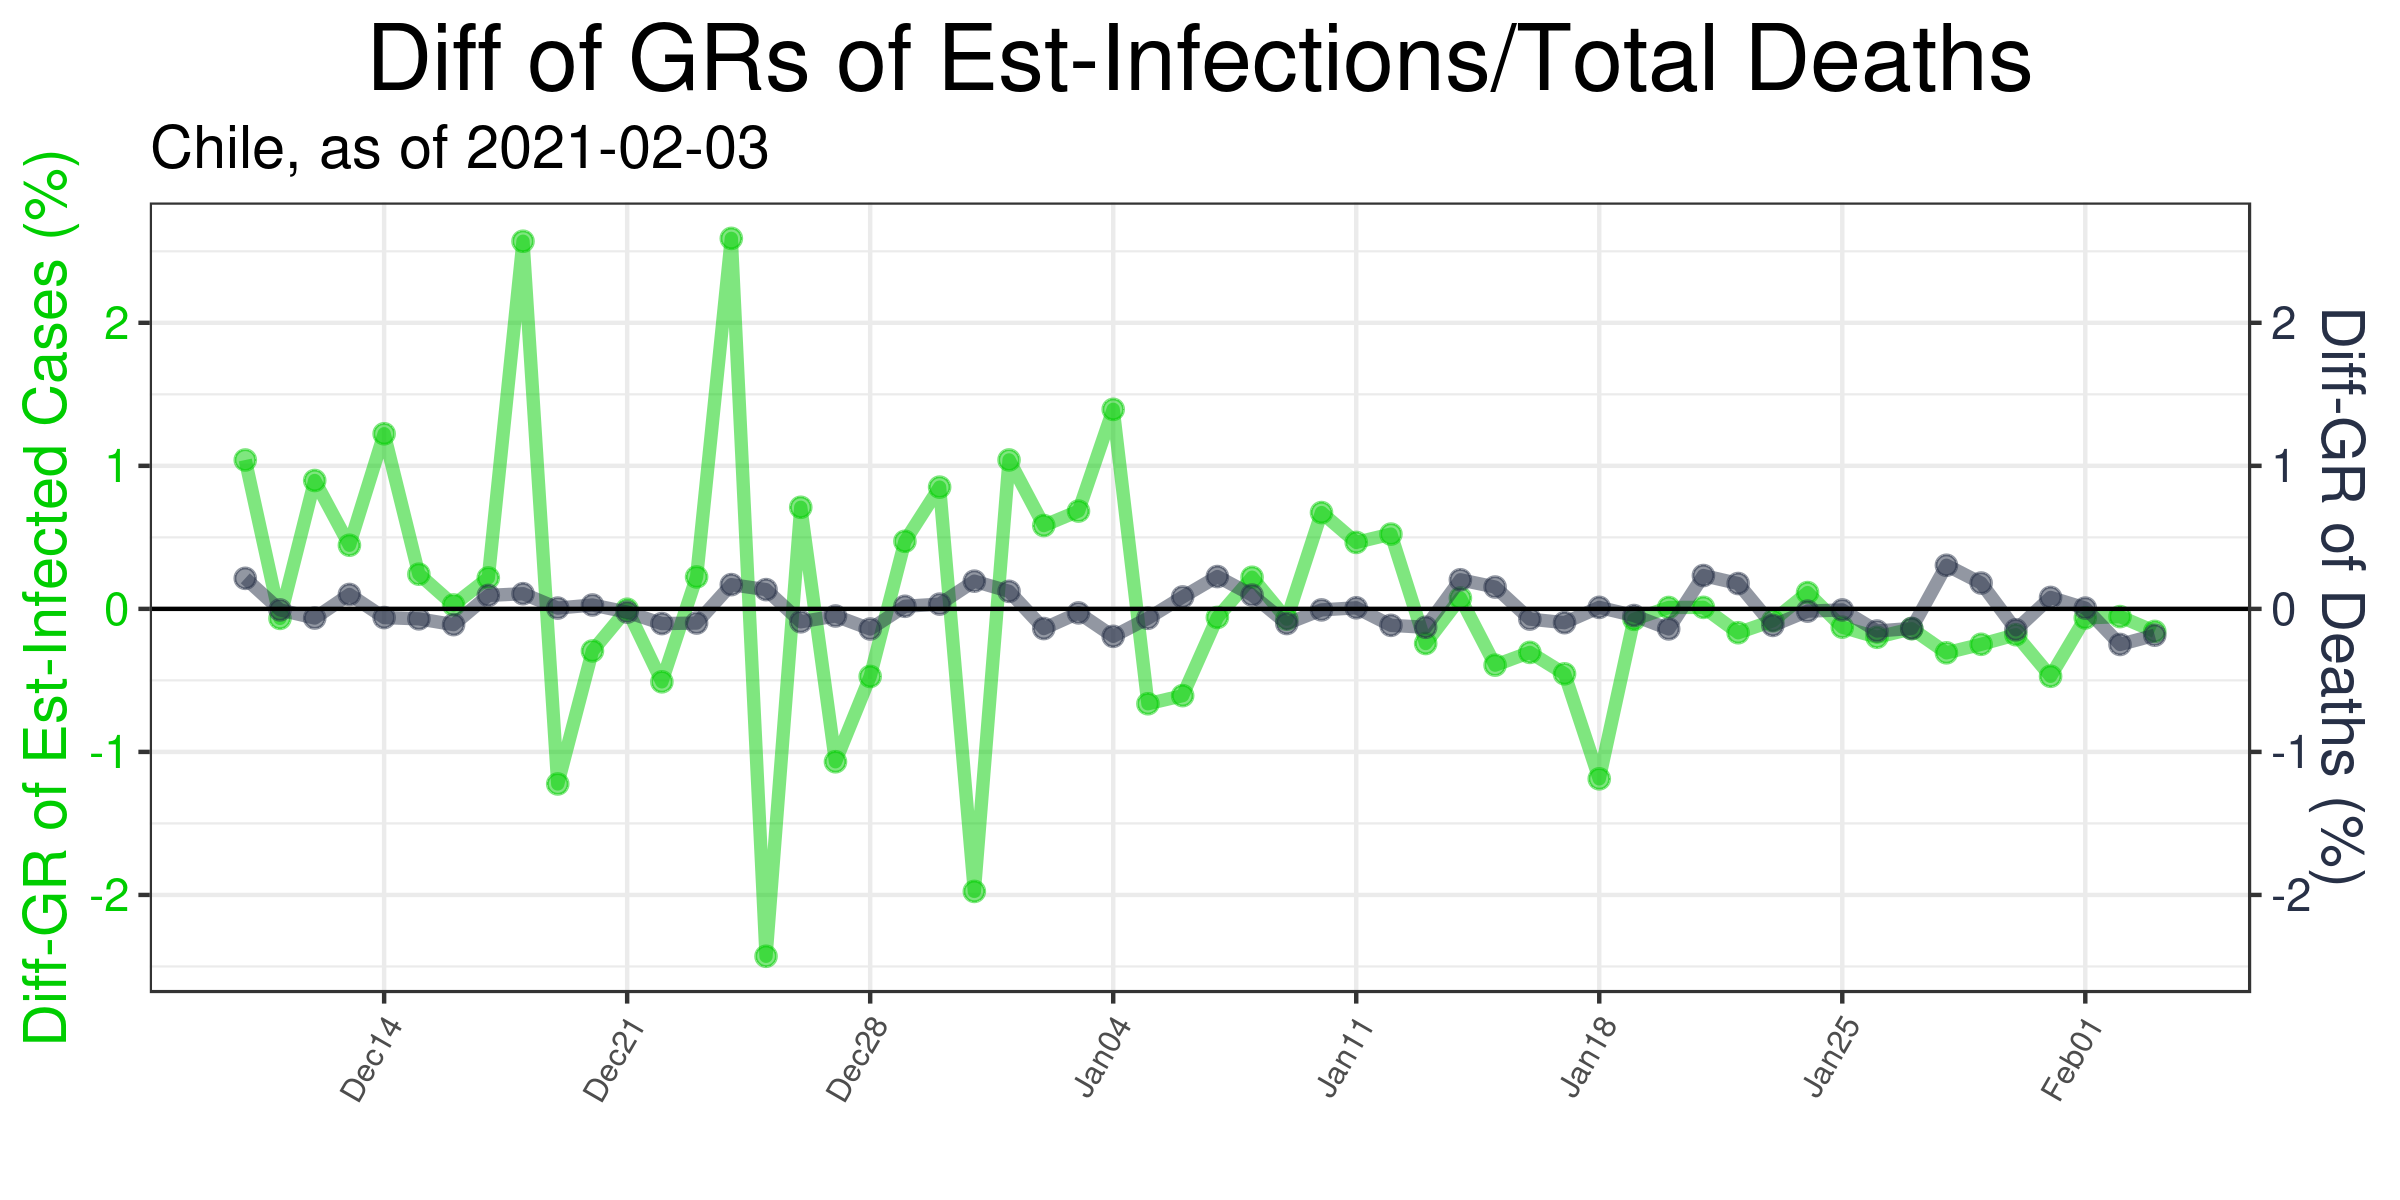 Diff of GRs of Est-Infections/Total Deaths
Chile, as of 2021-02-03
Diff-GR of Est-Infected Cases (%)
2
1
0
-1
-2
2
1
0
-1
-2
Diff-GR of Deaths (%)
Dec14
Dec21
Dec28
Jan04
Jan11
Jan18
Jan25
Feb01